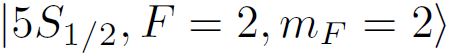 |5S_{1/2}, F = 2, m_F = 2⟩